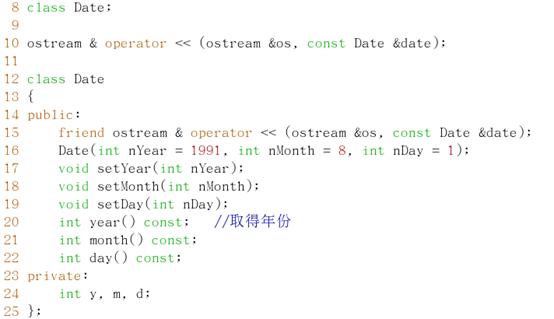 8 class Date;
9
10 ostream & operator << (ostream &os, const Date &date);
11
12 class Date
13 {
14 public:
15     friend ostream & operator << (ostream &os, const Date &date);
16     Date(int nYear = 1991, int nMonth = 8, int nDay = 1);
17     void setYear(int nYear);
18     void setMonth(int nMonth);
19     void setDay(int nDay);
20     int year() const;   //取得年份
21     int month() const;
22     int day() const;
23 private:
24     int y, m, d;
25 };